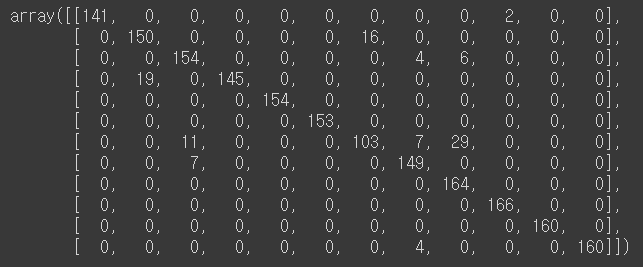 array([[141,   0,   0,   0,   0,   0,   0,   0,   0,   2,   0,   0],
       [  0, 150,   0,   0,   0,   0,  16,   0,   0,   0,   0,   0],
       [  0,   0, 154,   0,   0,   0,   0,   4,   6,   0,   0,   0],
       [  0,  19,   0, 145,   0,   0,   0,   0,   0,   0,   0,   0],
       [  0,   0,   0,   0, 154,   0,   0,   0,   0,   0,   0,   0],
       [  0,   0,   0,   0,   0, 153,   0,   0,   0,   0,   0,   0],
       [  0,   0,  11,   0,   0,   0, 103,   7,  29,   0,   0,   0],
       [  0,   0,   7,   0,   0,   0,   0, 149,   0,   0,   0,   0],
       [  0,   0,   0,   0,   0,   0,   0,   0, 164,   0,   0,   0],
       [  0,   0,   0,   0,   0,   0,   0,   0,   0, 166,   0,   0],
       [  0,   0,   0,   0,   0,   0,   0,   0,   0,   0, 160,   0],
       [  0,   0,   0,   0,   0,   0,   0,   4,   0,   0,   0, 160]])